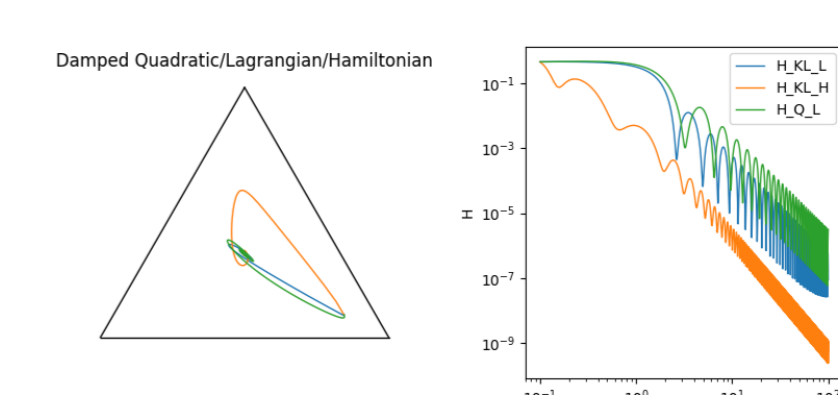 Damped Quadratic/Lagrangian/Hamiltonian
H_KL_L
H_KL_H
H_Q_L
10⁻¹
10⁻³
10⁻⁵
10⁻⁷
10⁻⁹
H